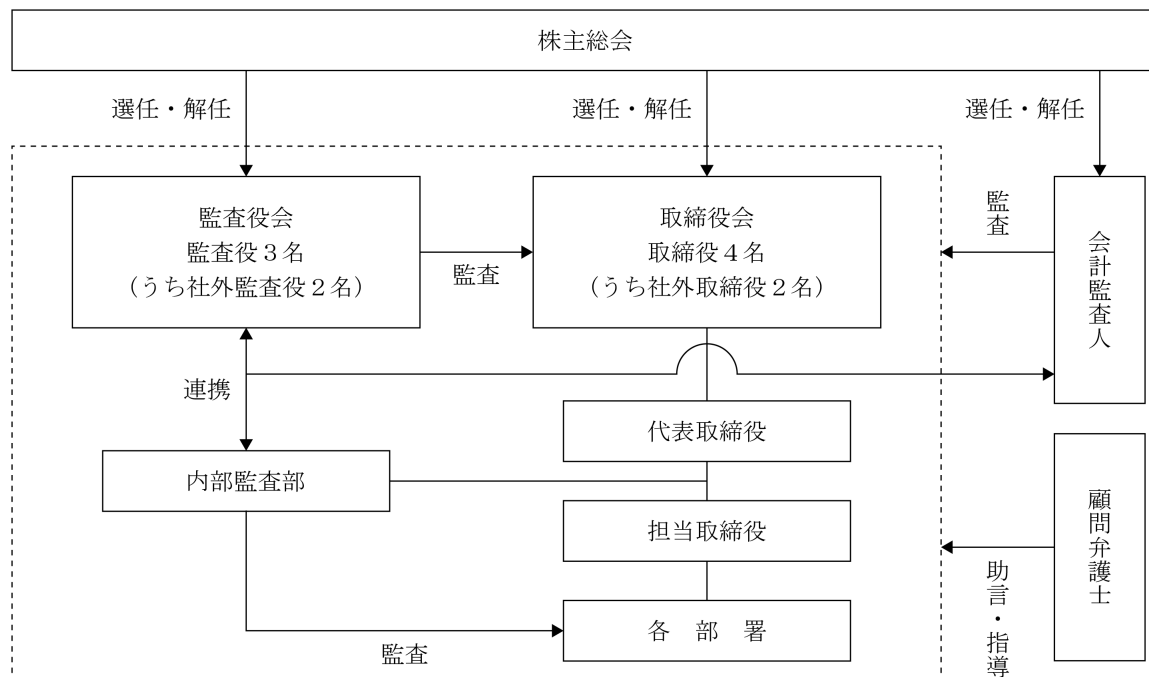 株主総会
選任・解任
選任・解任
選任・解任
監査役会
監査役３名
（うち社外監査役２名）
監査
取締役会
取締役４名
（うち社外取締役２名）
監査
会計監査人
連携
代表取締役
内部監査部
担当取締役
顧問弁護士
助言・指導
各　部　署
監査